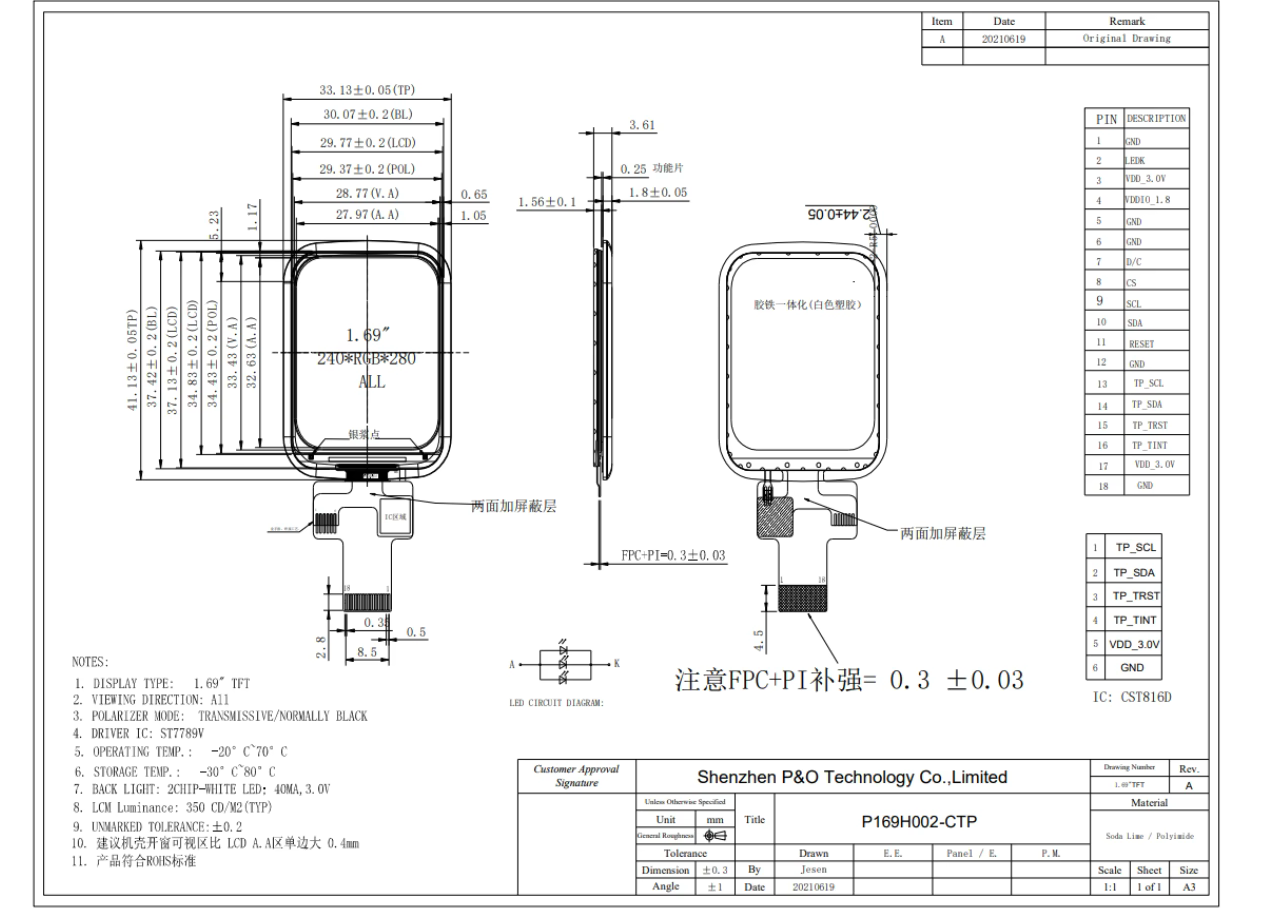 Item Date Remark
A 20210619 Original Drawing
33.13±0.05(TP)
30.07±0.2(BL)
29.77±0.2(LCD)
29.37±0.2(POL)
28.77(V.A)
27.97(A.A)
0.65
1.05
5.23
1.17
41.13±0.05TP)
37.42±0.2(BL)
37.13±0.2(LCD)
34.83±0.2(LCD)
34.43±0.2(POL)
33.43(V.A)
32.63(A.A)
1.69"
240*RGB*280
ALL
银浆点
IC区域
两面加屏蔽层
18 1
2.8
0.35
0.5
8.5
3.61
0.25 功能片
1.8±0.05
1.56±0.1
FPC+PI=0.3±0.03
2.44±0.05
胶铁一体化(白色塑胶)
两面加屏蔽层
1 16
4.5
注意FPC+PI补强= 0.3 ±0.03
A K
LED CIRCUIT DIAGRAM:
PIN DESCRIPTION
1 GND
2 LEDK
3 VDD_3.0V
4 VDDIO_1.8
5 GND
6 GND
7 D/C
8 CS
9 SCL
10 SDA
11 RESET
12 GND
13 TP_SCL
14 TP_SDA
15 TP_TRST
16 TP_TINT
17 VDD_3.0V
18 GND
1 TP_SCL
2 TP_SDA
3 TP_TRST
4 TP_TINT
5 VDD_3.0V
6 GND
IC: CST816D
NOTES:
1. DISPLAY TYPE: 1.69" TFT
2. VIEWING DIRECTION: All
3. POLARIZER MODE: TRANSMISSIVE/NORMALLY BLACK
4. DRIVER IC: ST7789V
5. OPERATING TEMP.: -20° C~70° C
6. STORAGE TEMP.: -30° C~80° C
7. BACK LIGHT: 2CHIP-WHITE LED; 40MA,3.0V
8. LCM Luminance: 350 CD/M2(TYP)
9. UNMARKED TOLERANCE:±0.2
10. 建议机壳开窗可视区比 LCD A.A区单边大 0.4mm
11. 产品符合ROHS标准
Customer Approval
Signature
Shenzhen P&O Technology Co.,Limited
Drawing Number Rev.
1.69"TFT A
Unless Otherwise Specified
Unit mm
General Roughness
Title
P169H002-CTP
Material
Soda Lime / Polyimide
Tolerance Drawn E.E. Panel / E. P.M.
Dimension ±0.3 By Jesen Scale Sheet Size
Angle ±1 Date 20210619 1:1 1 of 1 A3